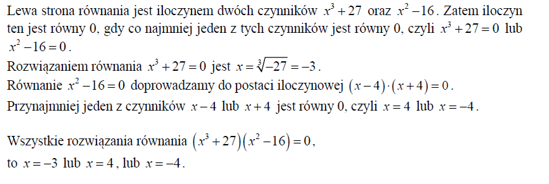 Lewa strona równania jest iloczynem dwóch czynników x³ + 27 oraz x² − 16. Zatem iloczyn
ten jest równy 0, gdy co najmniej jeden z tych czynników jest równy 0, czyli x³ + 27 = 0 lub
x² − 16 = 0.
Rozwiązaniem równania x³ + 27 = 0 jest x = ∛−27 = −3.
Równanie x² − 16 = 0 doprowadzamy do postaci iloczynowej (x − 4)·(x + 4) = 0.
Przynajmniej jeden z czynników x − 4 lub x + 4 jest równy 0, czyli x = 4 lub x = −4.
Wszystkie rozwiązania równania (x³ + 27)(x² − 16) = 0,
to x = −3 lub x = 4, lub x = −4.